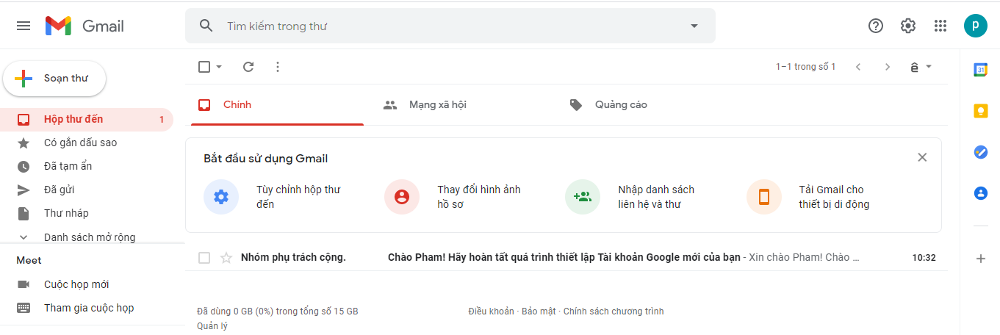 Gmail
Tìm kiếm trong thư
p
Soạn thư
1–1 trong số 1
ê
31
Chính
Mạng xã hội
Quảng cáo
Hộp thư đến 1
Có gắn dấu sao
Đã tạm ẩn
Đã gửi
Thư nháp
Danh sách mở rộng
Meet
Cuộc họp mới
Tham gia cuộc họp
Bắt đầu sử dụng Gmail
Tùy chỉnh hộp thư
đến
Thay đổi hình ảnh
hồ sơ
Nhập danh sách
liên hệ và thư
Tải Gmail cho
thiết bị di động
Nhóm phụ trách cộng. Chào Pham! Hãy hoàn tất quá trình thiết lập Tài khoản Google mới của bạn - Xin chào Pham! Chào ... 10:32
Đã dùng 0 GB (0%) trong tổng số 15 GB
Quản lý
Điều khoản · Bảo mật · Chính sách chương trình